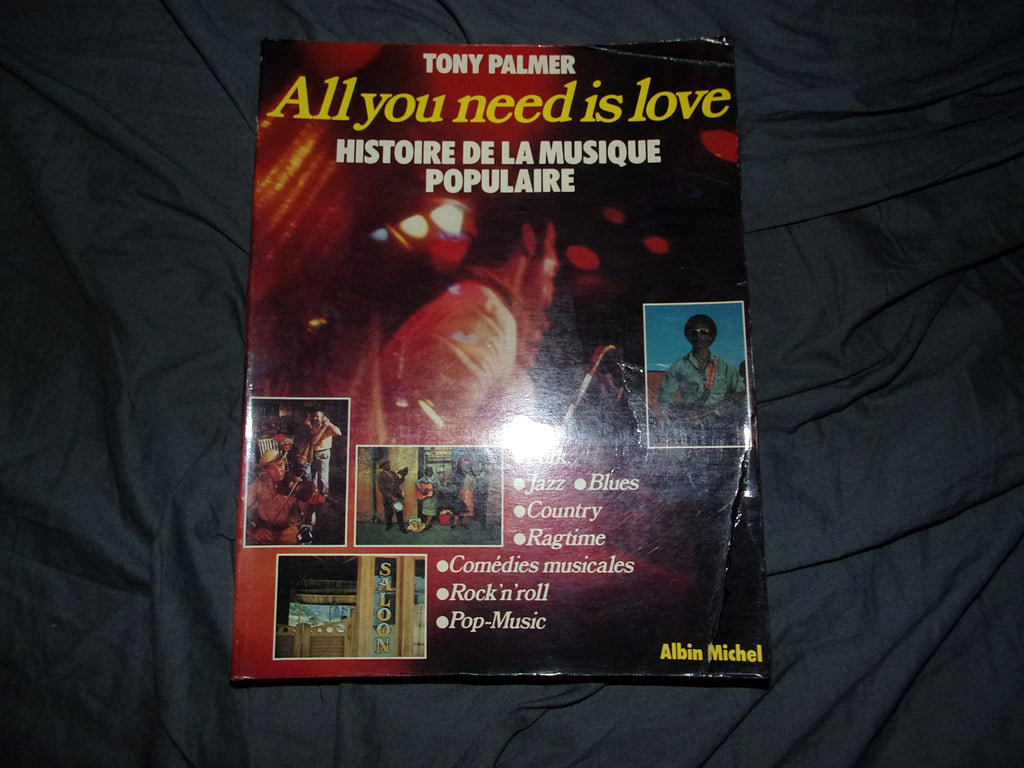 TONY PALMER
All you need is love
HISTOIRE DE LA MUSIQUE
POPULAIRE
●Jazz ●Blues
●Country
●Ragtime
●Comédies musicales
●Rock'n'roll
●Pop-Music
SALOON
Albin Michel